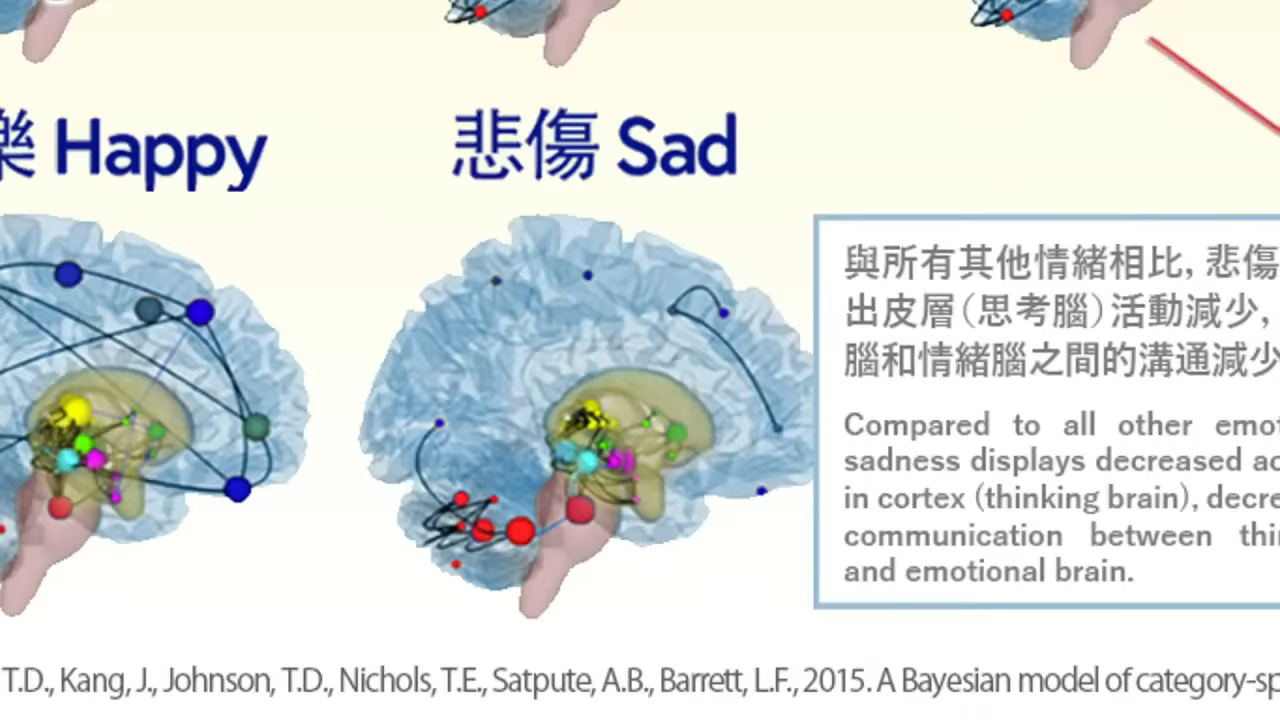 樂 Happy
悲傷 Sad
與所有其他情緒相比, 悲傷
出皮層(思考腦)活動減少,
腦和情緒腦之間的溝通減少
Compared to all other emot
sadness displays decreased ac
in cortex (thinking brain), decre
communication between thi
and emotional brain.
T.D., Kang, J., Johnson, T.D., Nichols, T.E., Satpute, A.B., Barrett, L.F., 2015. A Bayesian model of category-sp